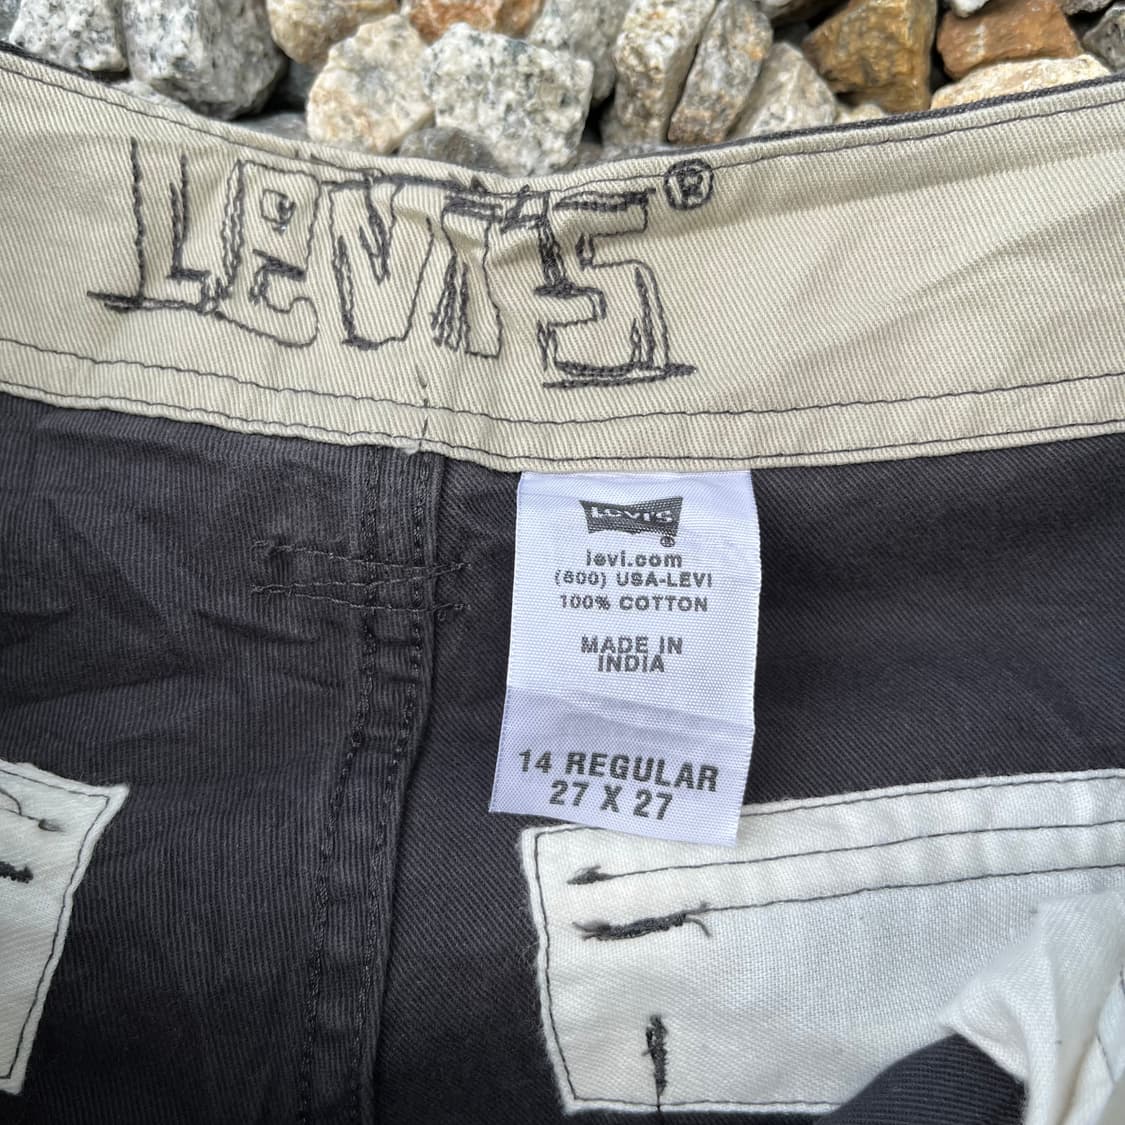 LEVI'S®
LEVI'S
®
levi.com
(800) USA-LEVI
100% COTTON
MADE IN
INDIA
14 REGULAR
27 X 27